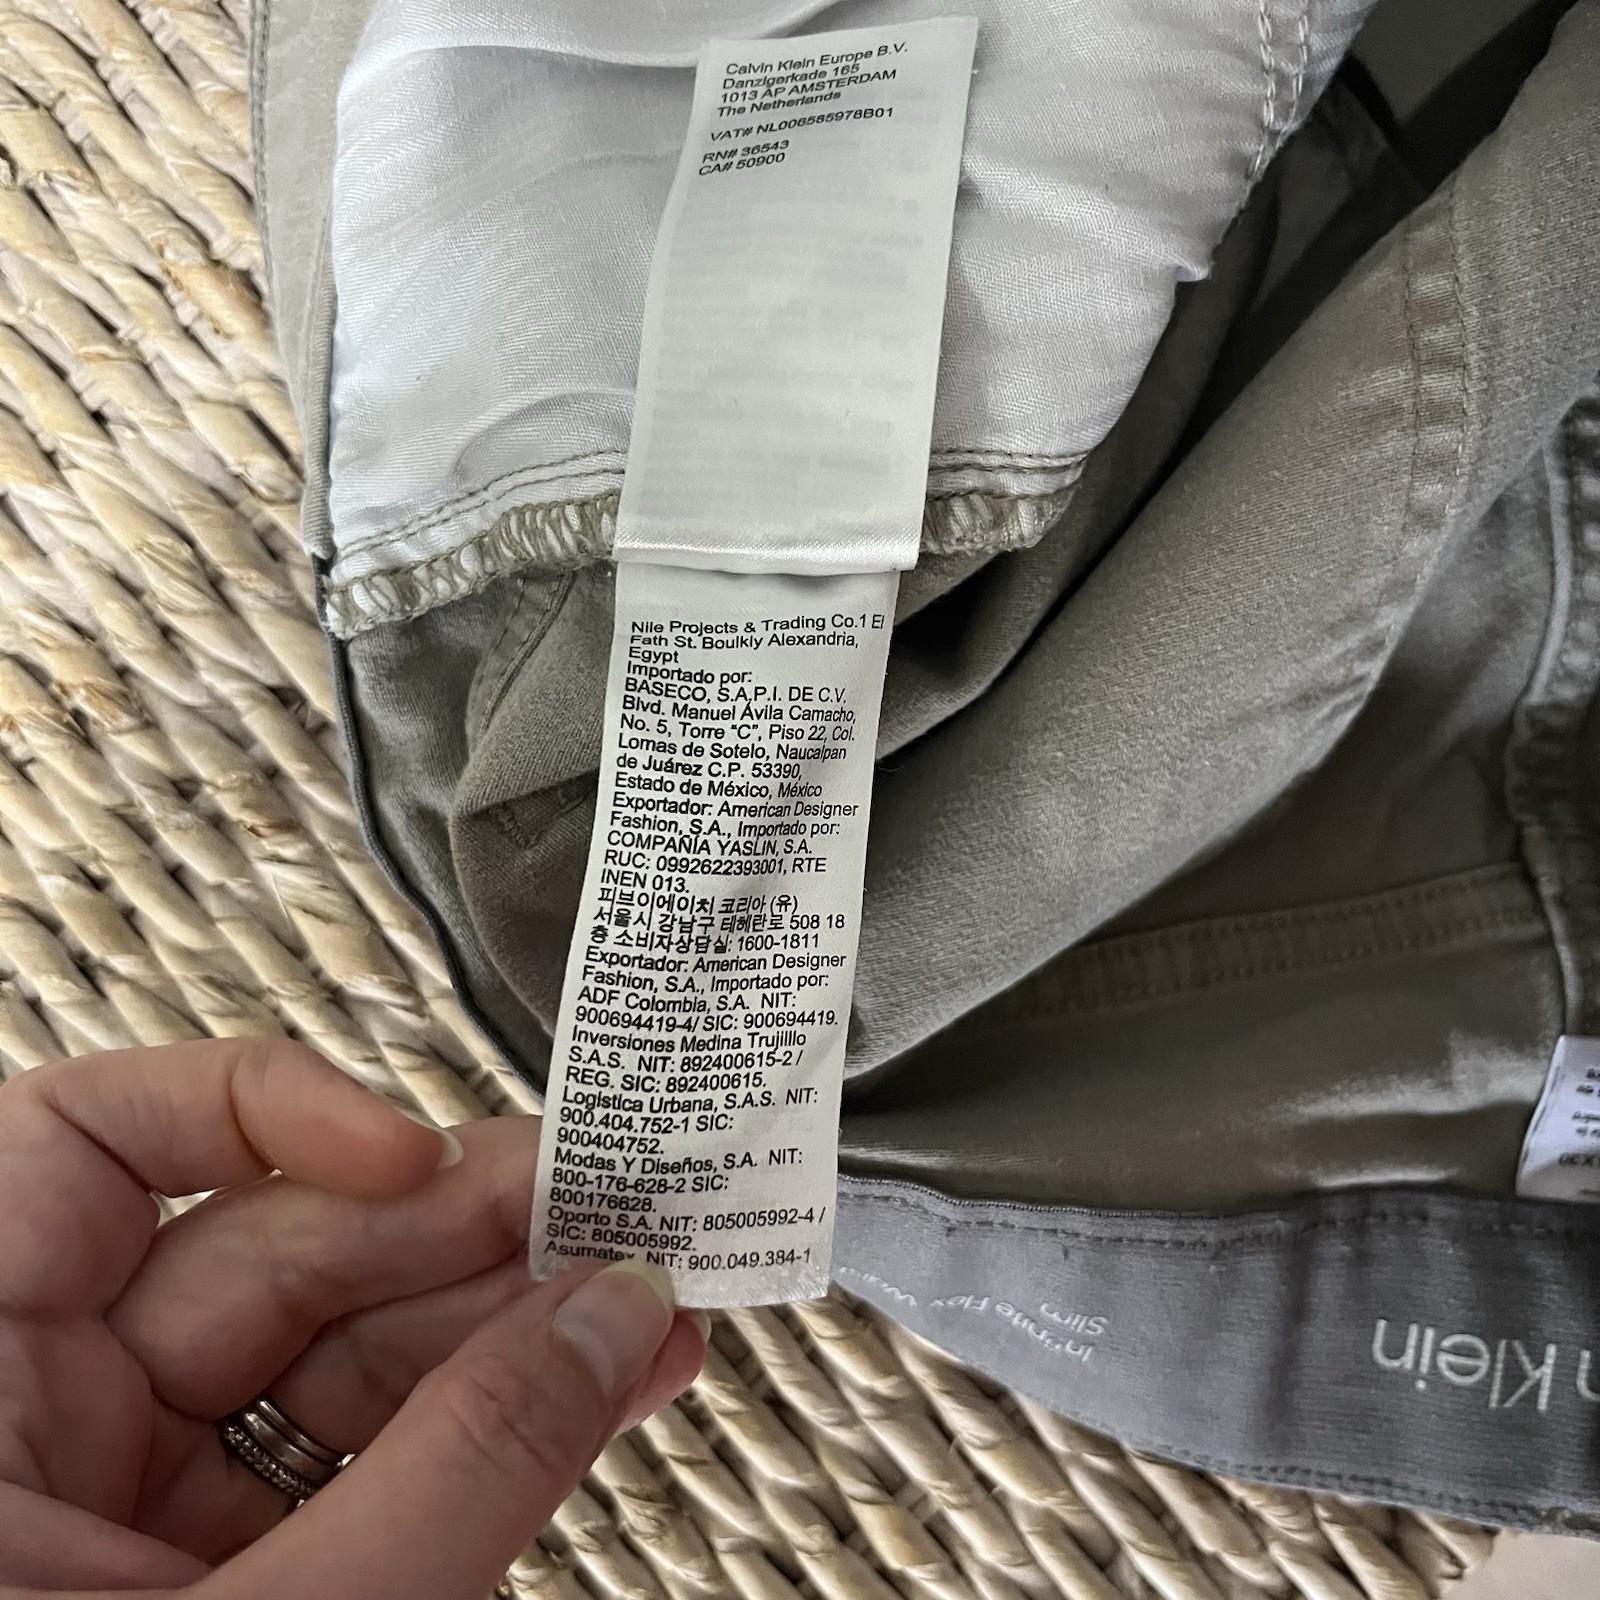 Calvin Klein Europe B.V.
Danzigerkade 165
1013 AP AMSTERDAM
The Netherlands
VAT# NL006585978B01
RN# 36543
CA# 50900
Nile Projects & Trading Co.1 El
Fath St. Boulkly Alexandria,
Egypt
Importado por:
BASECO, S.A.P.I. DE C.V.
Blvd. Manuel Ávila Camacho,
No. 5, Torre "C", Piso 22, Col.
Lomas de Sotelo, Naucalpan
de Juárez C.P. 53390,
Estado de México, México
Exportador: American Designer
Fashion, S.A., Importado por:
COMPAÑÍA YASLIN, S.A.
RUC: 0992622393001, RTE
INEN 013.
피브이에이치 코리아 (유)
서울시 강남구 테헤란로 508 18
층 소비자상담실: 1600-1811
Exportador: American Designer
Fashion, S.A., Importado por:
ADF Colombia, S.A. NIT:
900694419-4/ SIC: 900694419.
Inversiones Medina Trujilllo
S.A.S. NIT: 892400615-2 /
REG. SIC: 892400615.
Logistica Urbana, S.A.S. NIT:
900.404.752-1 SIC:
900404752.
Modas Y Diseños, S.A. NIT:
800-176-628-2 SIC:
800176628.
Oporto S.A. NIT: 805005992-4 /
SIC: 805005992.
Asumatex NIT: 900.049.384-1
n Klein
Infinite Flex
Slim